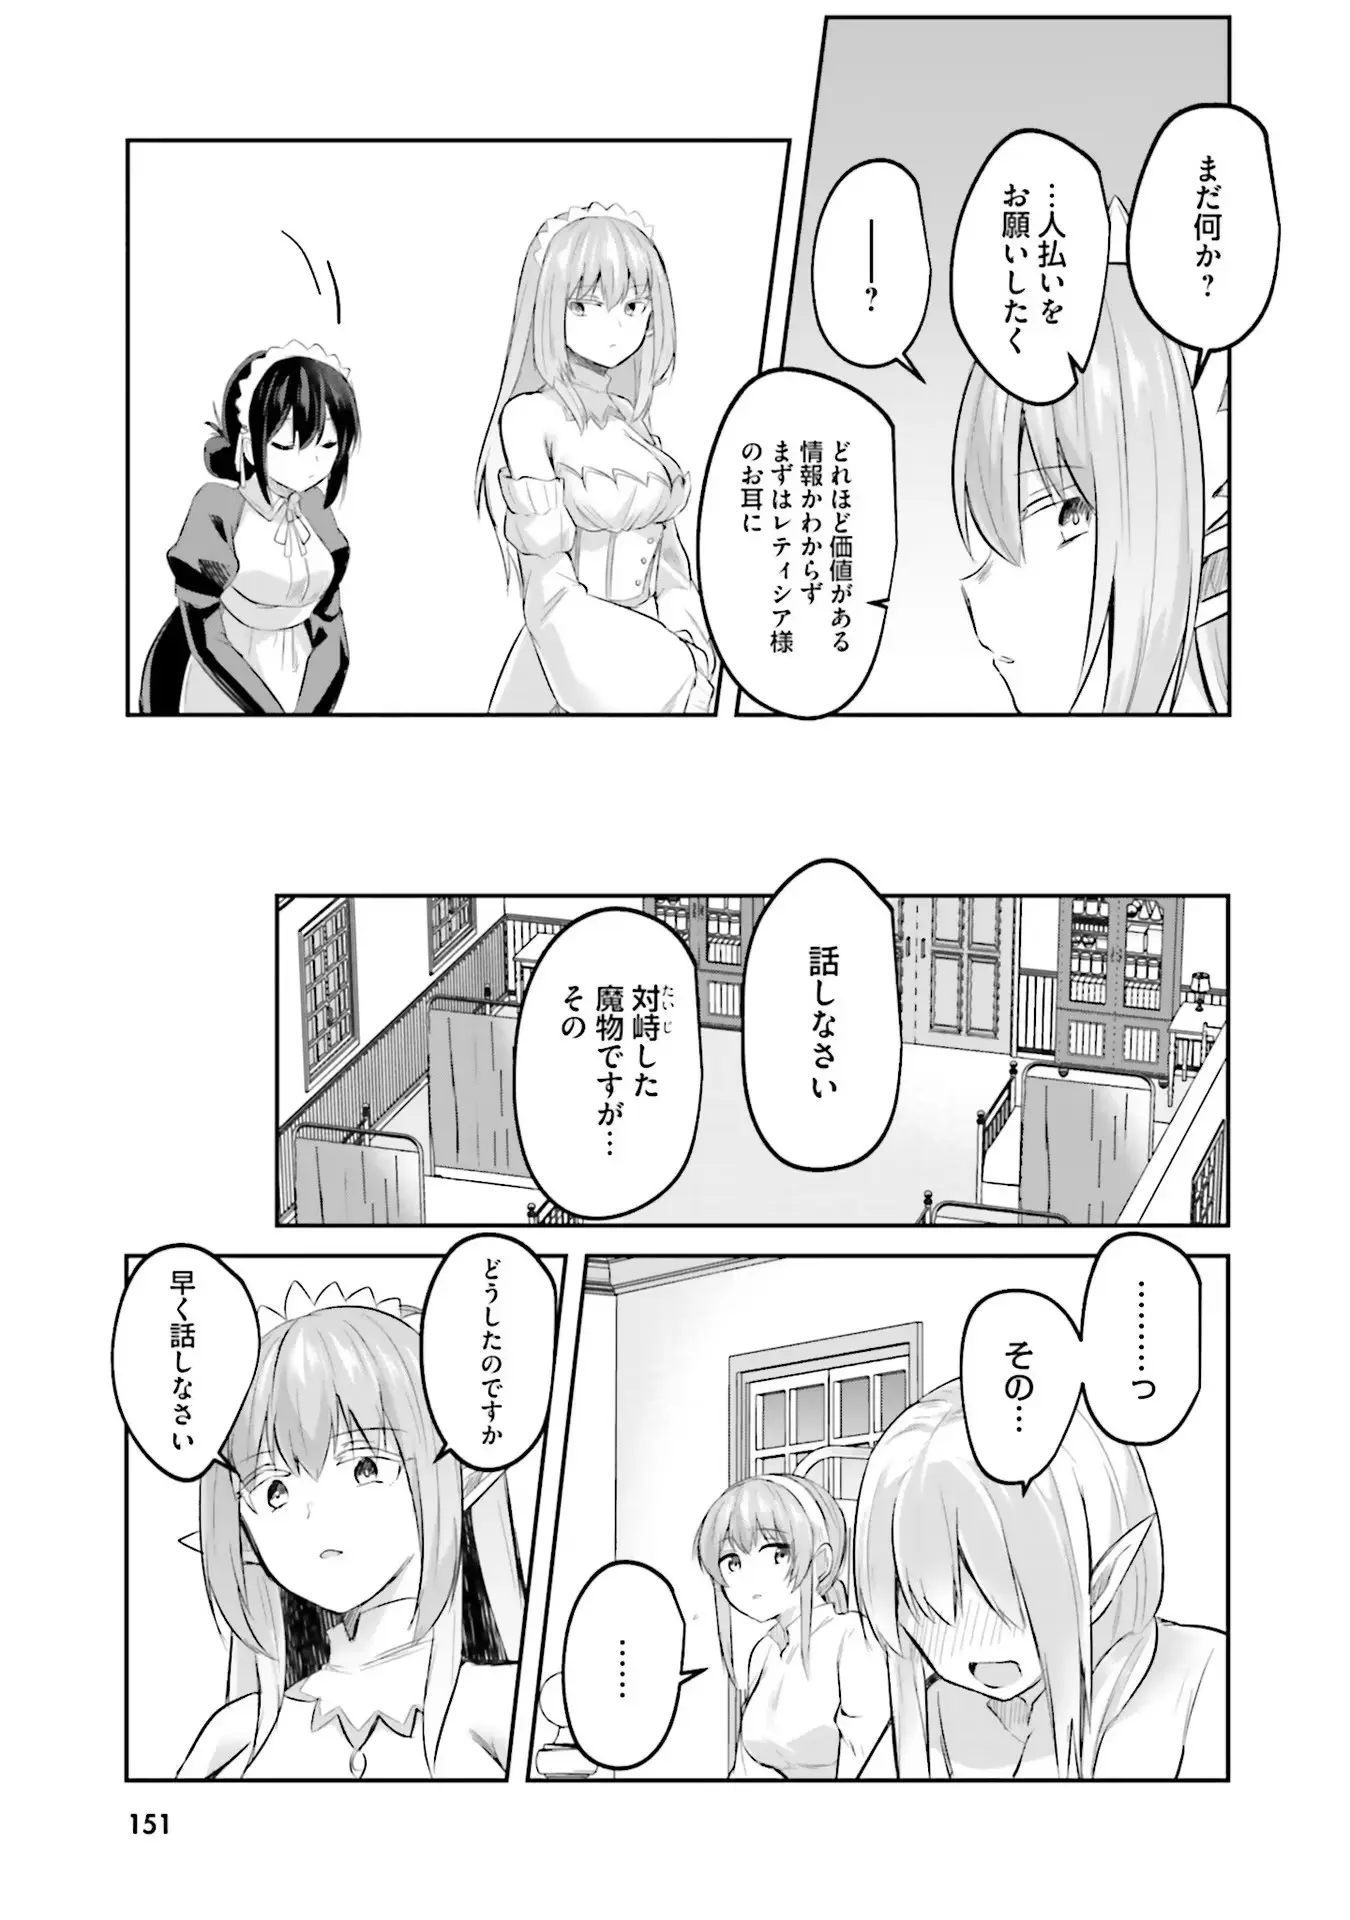 まだ何か？
…人払いを
お願いしたく
――？
どれほど価値がある
情報かわからず
まずはレティシア様
のお耳に
話しなさい
対峙した
たいじ
魔物ですが…
その
………っ
その…
……
どうしたのですか
早く話しなさい
151